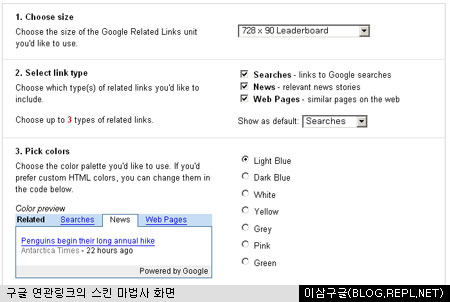 1. Choose size
Choose the size of the Google Related Links unit
you'd like to use.
728 x 90 Leaderboard
2. Select link type
Choose which type(s) of related links you'd like to
include.
Choose up to 3 types of related links.
Searches - links to Google searches
News - relevant news stories
Web Pages - similar pages on the web
Show as default: Searches
3. Pick colors
Choose the color palette you'd like to use. If you'd
prefer custom HTML colors, you can change them in
the code below.
Color preview
Related Searches News Web Pages
Penguins begin their long annual hike
Antarctica Times - 22 hours ago
Powered by Google
Light Blue
Dark Blue
White
Yellow
Grey
Pink
Green
구글 연관링크의 스킨 마법사 화면
이삼구글(BLOG.REPL.NET)